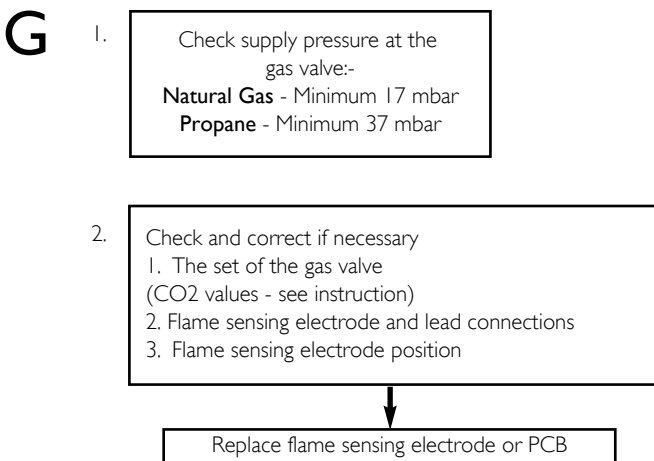 G
1.
Check supply pressure at the
gas valve:-
Natural Gas - Minimum 17 mbar
Propane - Minimum 37 mbar
2.
Check and correct if necessary
1. The set of the gas valve
(CO2 values - see instruction)
2. Flame sensing electrode and lead connections
3. Flame sensing electrode position
Replace flame sensing electrode or PCB